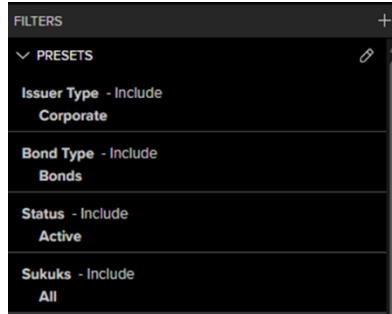 FILTERS
PRESETS
Issuer Type - Include
Corporate
Bond Type - Include
Bonds
Status - Include
Active
Sukuks - Include
All